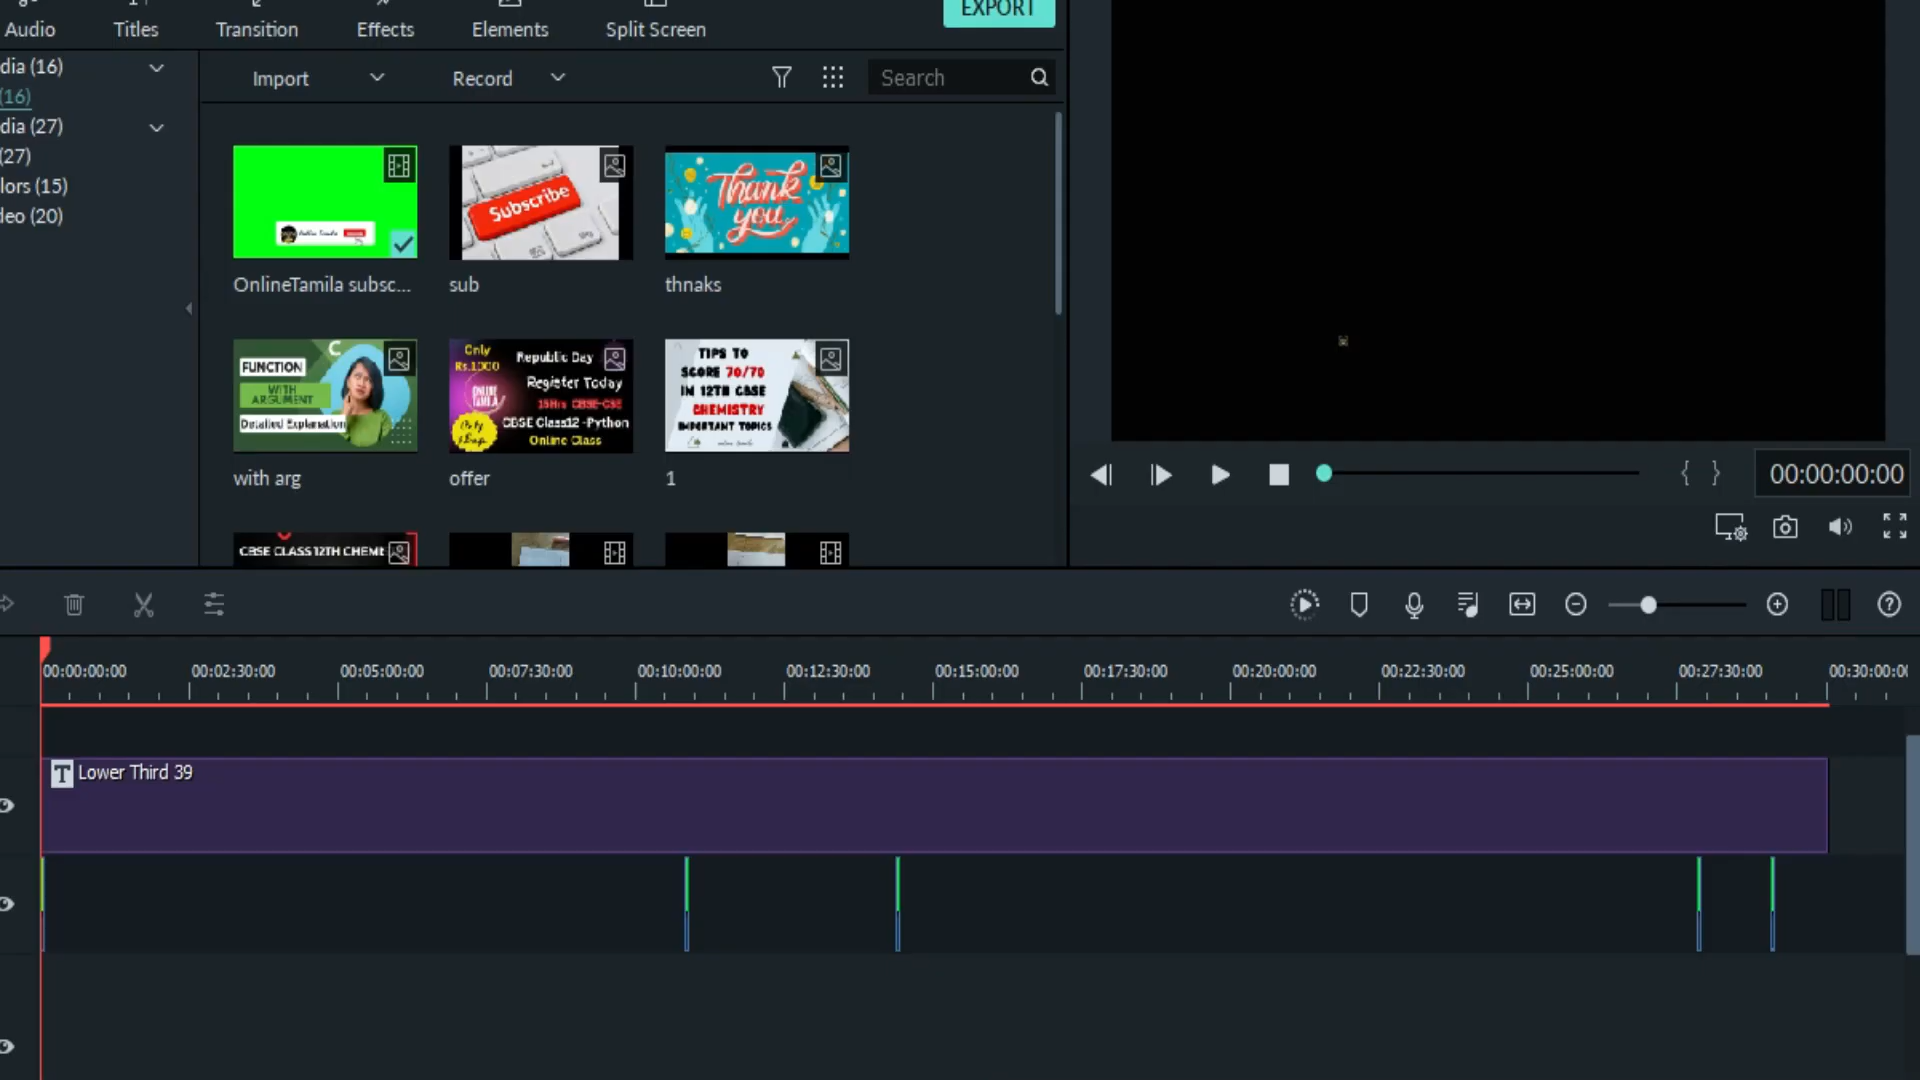 EXPORT
Audio
Titles
Transition
Effects
Elements
Split Screen
dia (16)
(16)
dia (27)
(27)
lors (15)
deo (20)
Import
Record
Search
Subscribe
Thank
you
OnlineTamila subsc...
sub
thnaks
C
FUNCTION
WITH
ARGUMENT
Detailed Explanation
Only
Rs.1000
Republic Day
Register Today
CBSE Class12 -Python
Online Class
TIPS TO
SCORE 70/70
IN 12TH CBSE
CHEMISTRY
IMPORTANT TOPICS
with arg
offer
1
CBSE CLASS 12TH CHEMI
00:00:00:00
00:00:00:00
00:02:30:00
00:05:00:00
00:07:30:00
00:10:00:00
00:12:30:00
00:15:00:00
00:17:30:00
00:20:00:00
00:22:30:00
00:25:00:00
00:27:30:00
00:30:00:00
T Lower Third 39